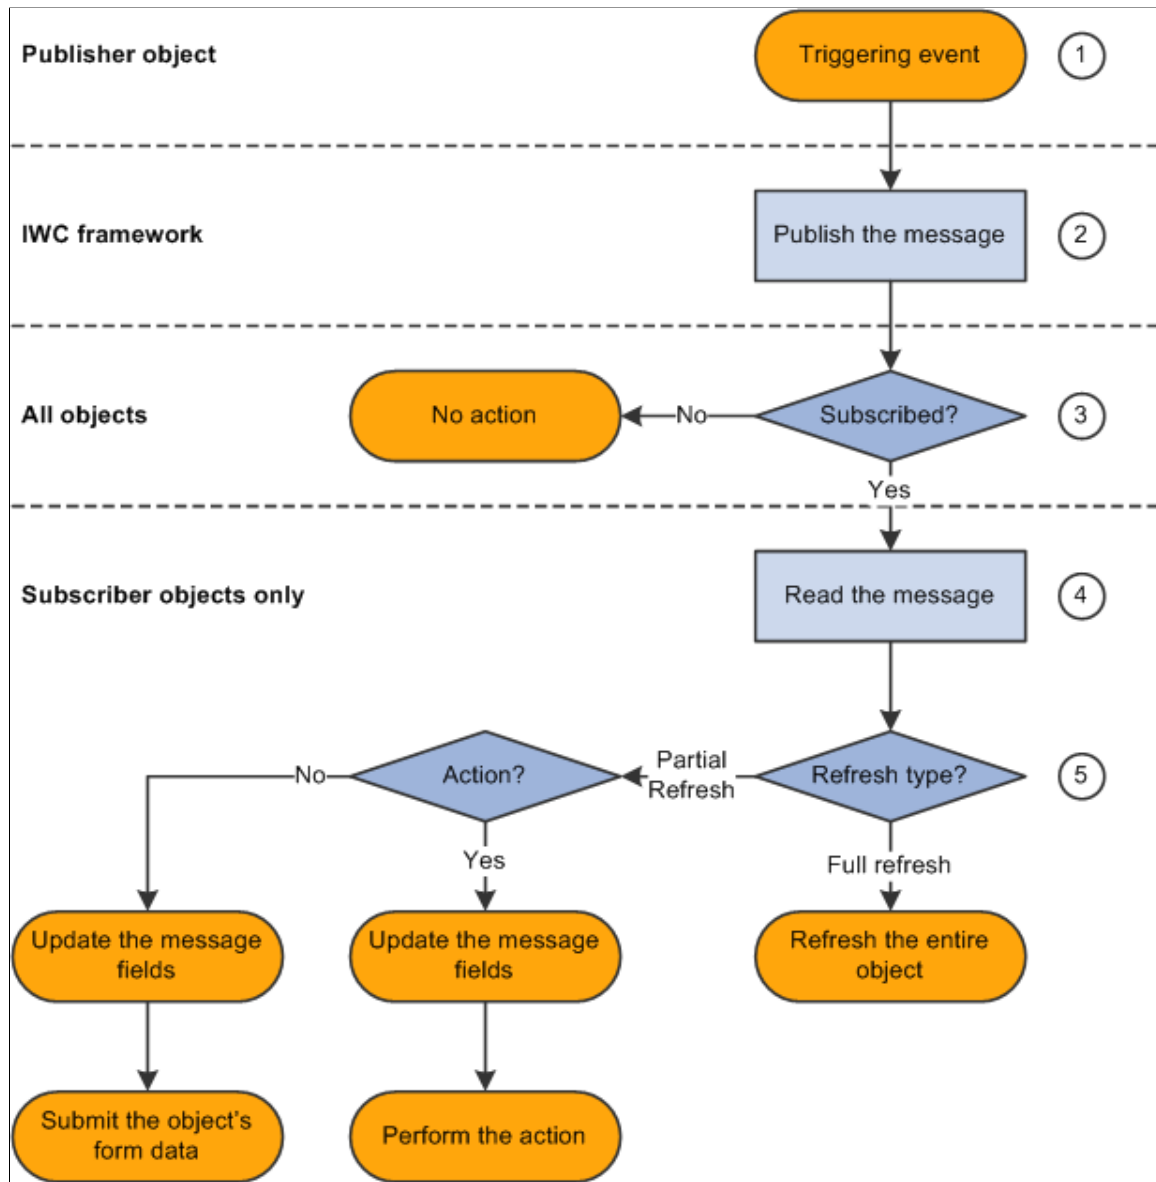 Publisher object
Triggering event
1
IWC framework
Publish the message
2
All objects
No action
No
Subscribed?
3
Yes
Subscriber objects only
Read the message
4
No
Action?
Partial
Refresh
Refresh type?
5
Yes
Full refresh
Update the message
fields
Update the message
fields
Refresh the entire
object
Submit the object's
form data
Perform the action